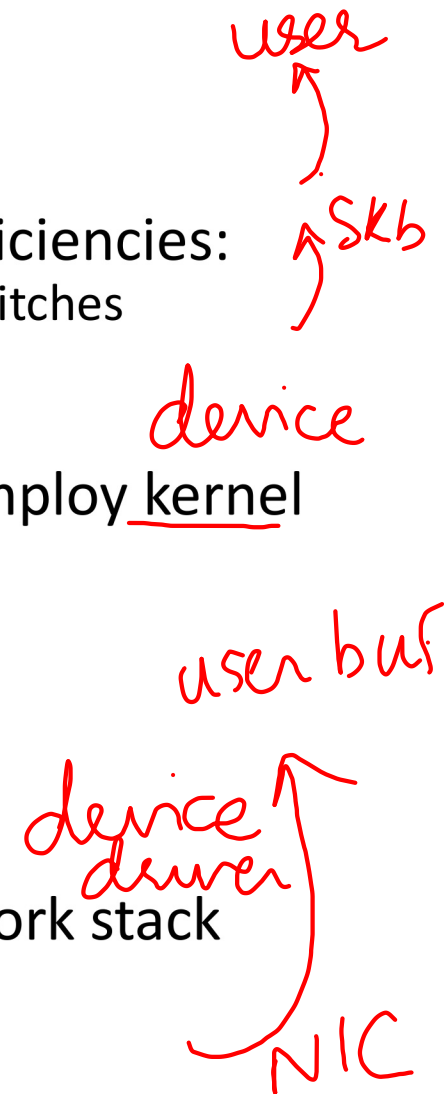 user
skb
iciencies:
itches
device
nploy kernel
user buf
device
driver
ork stack
NIC